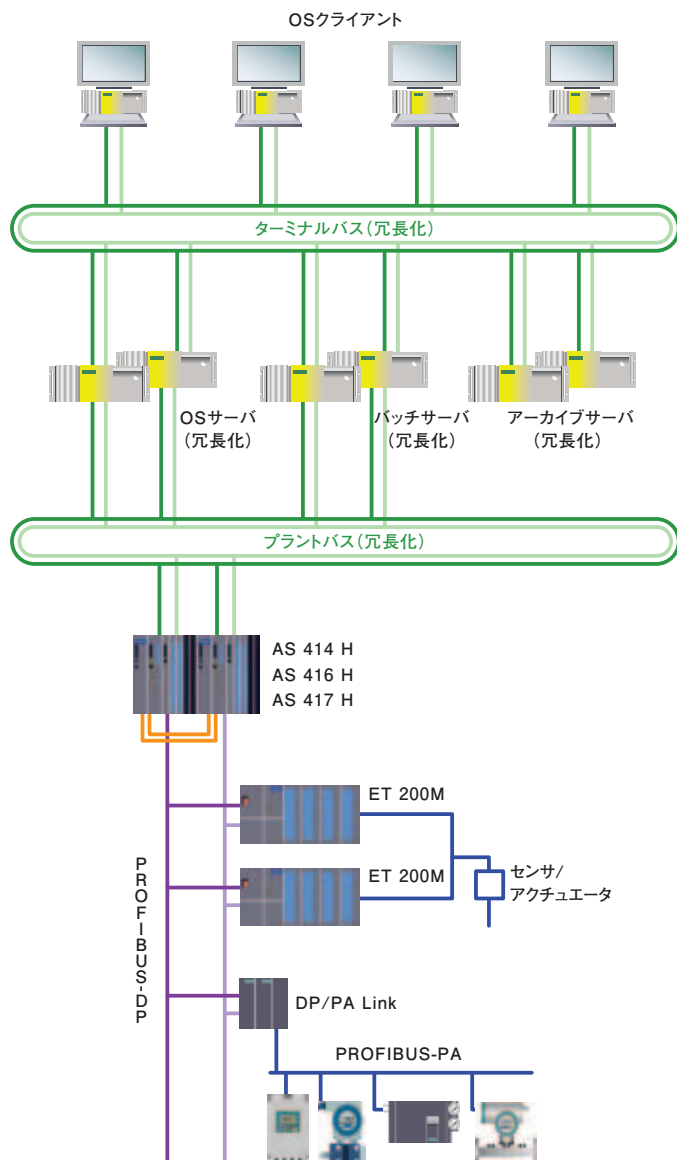 OSクライアント
ターミナルバス(冗長化)
OSサーバ
(冗長化)
バッチサーバ
(冗長化)
アーカイブサーバ
(冗長化)
プラントバス(冗長化)
AS 414 H
AS 416 H
AS 417 H
ET 200M
ET 200M
センサ/
アクチュエータ
PROFIBUS-DP
DP/PA Link
PROFIBUS-PA